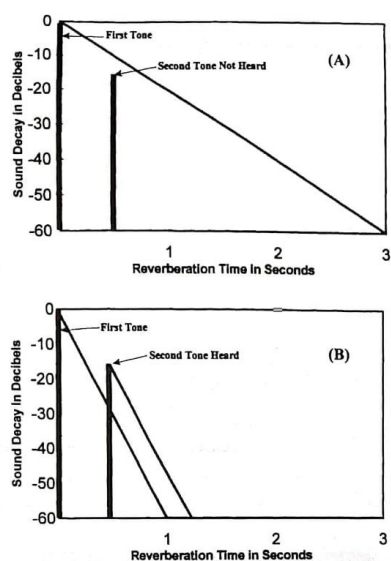 0
First Tone
(A)
-10
Second Tone Not Heard
-20
-30
-40
-50
-60
1
2
3
Sound Decay in Decibels
Reverberation Time in Seconds
0
First Tone
(B)
-10
Second Tone Heard
-20
-30
-40
-50
-60
1
2
3
Sound Decay in Decibels
Reverberation Time in Seconds